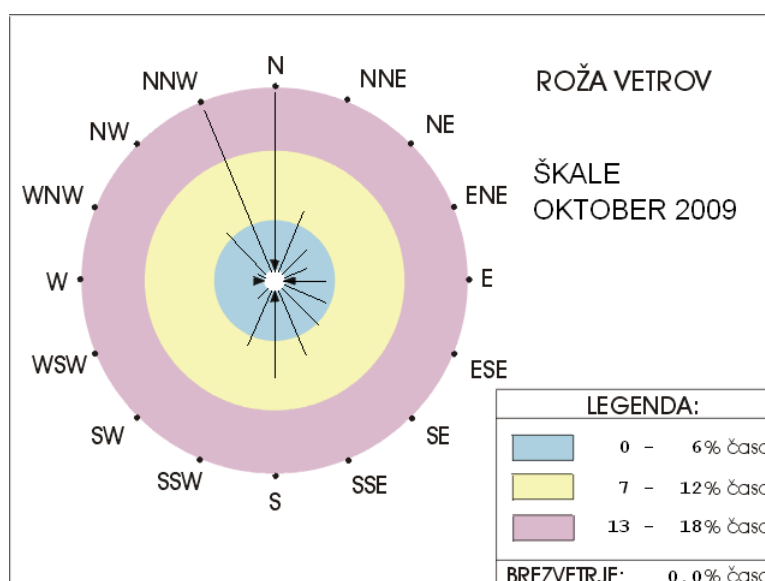 N
NNE
NE
ENE
E
ESE
SE
SSE
S
SSW
SW
WSW
W
WNW
NW
NNW
ROŽA VETROV
ŠKALE
OKTOBER 2009
LEGENDA:
0 - 6% časa
7 - 12% časa
13 - 18% časa
BREZVETRJE: 0.0% časa